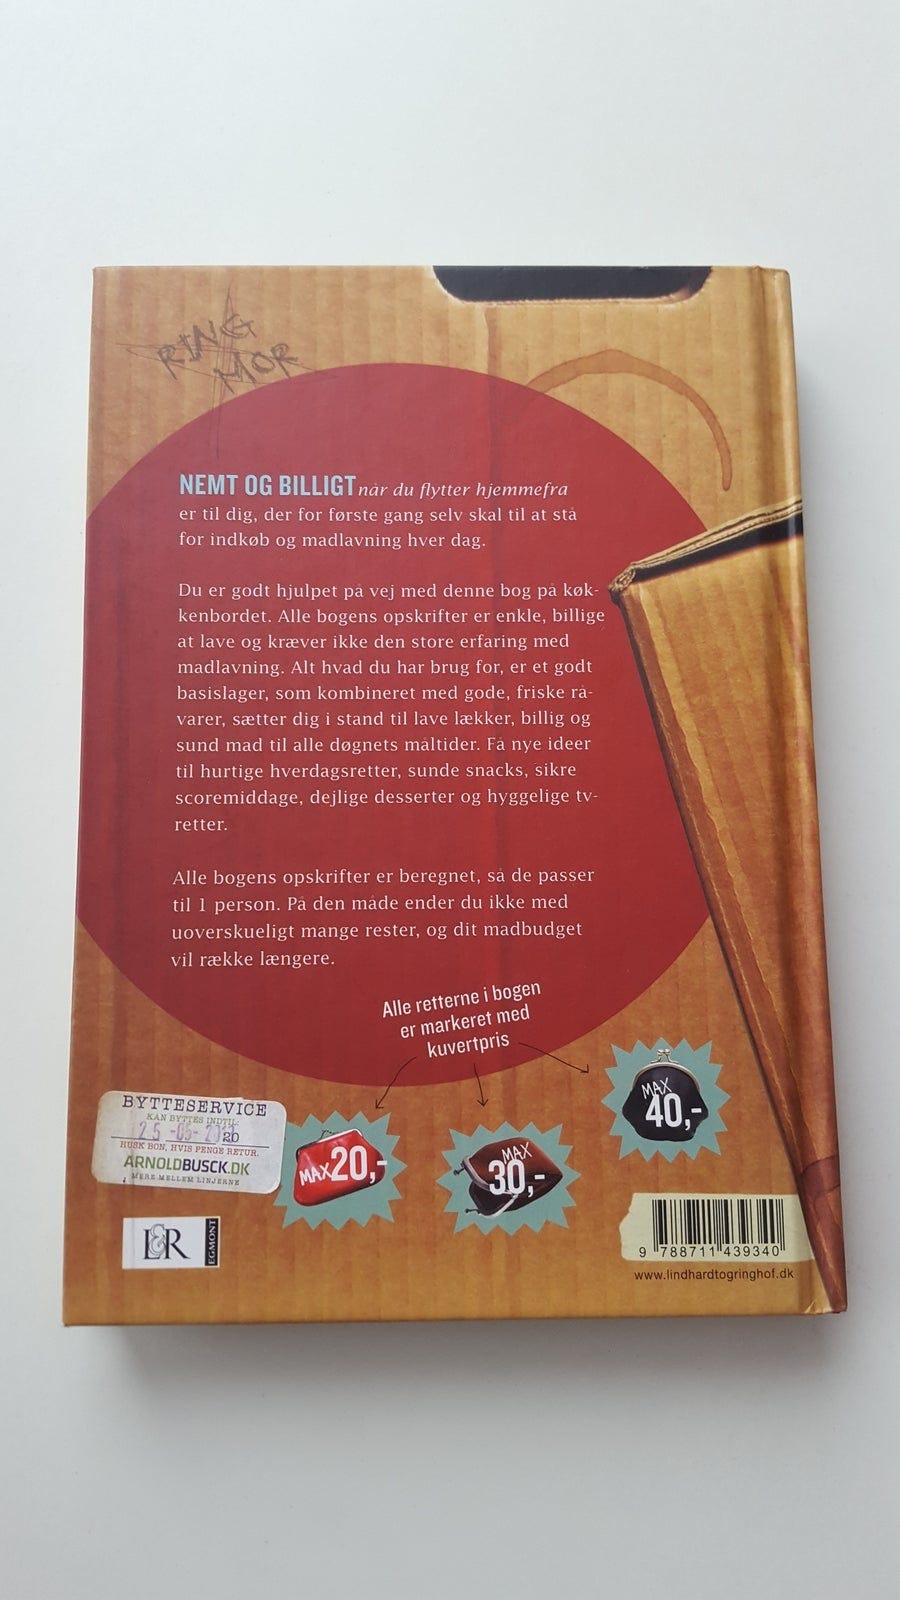 RING
MOR
NEMT OG BILLIGT når du flytter hjemmefra
er til dig, der for første gang selv skal til at stå
for indkøb og madlavning hver dag.
Du er godt hjulpet på vej med denne bog på køk-
kenbordet. Alle bogens opskrifter er enkle, billige
at lave og kræver ikke den store erfaring med
madlavning. Alt hvad du har brug for, er et godt
basislager, som kombineret med gode, friske rå-
varer, sætter dig i stand til lave lækker, billig og
sund mad til alle døgnets måltider. Få nye ideer
til hurtige hverdagsretter, sunde snacks, sikre
scoremiddage, dejlige desserter og hyggelige tv-
retter.
Alle bogens opskrifter er beregnet, så de passer
til 1 person. På den måde ender du ikke med
uoverskueligt mange rester, og dit madbudget
vil række længere.
Alle retterne i bogen
er markeret med
kuvertpris
MAX 20,-
MAX
30,-
MAX
40,-
BYTTESERVICE
KAN BYTTES INDTIL:
25 -05- 20
HUSK BON, HVIS PENGE RETUR.
ARNOLDBUSCK.DK
MERE MELLEM LINJERNE
L&R
EGMONT
9 788711 439340
www.lindhardtogringhof.dk